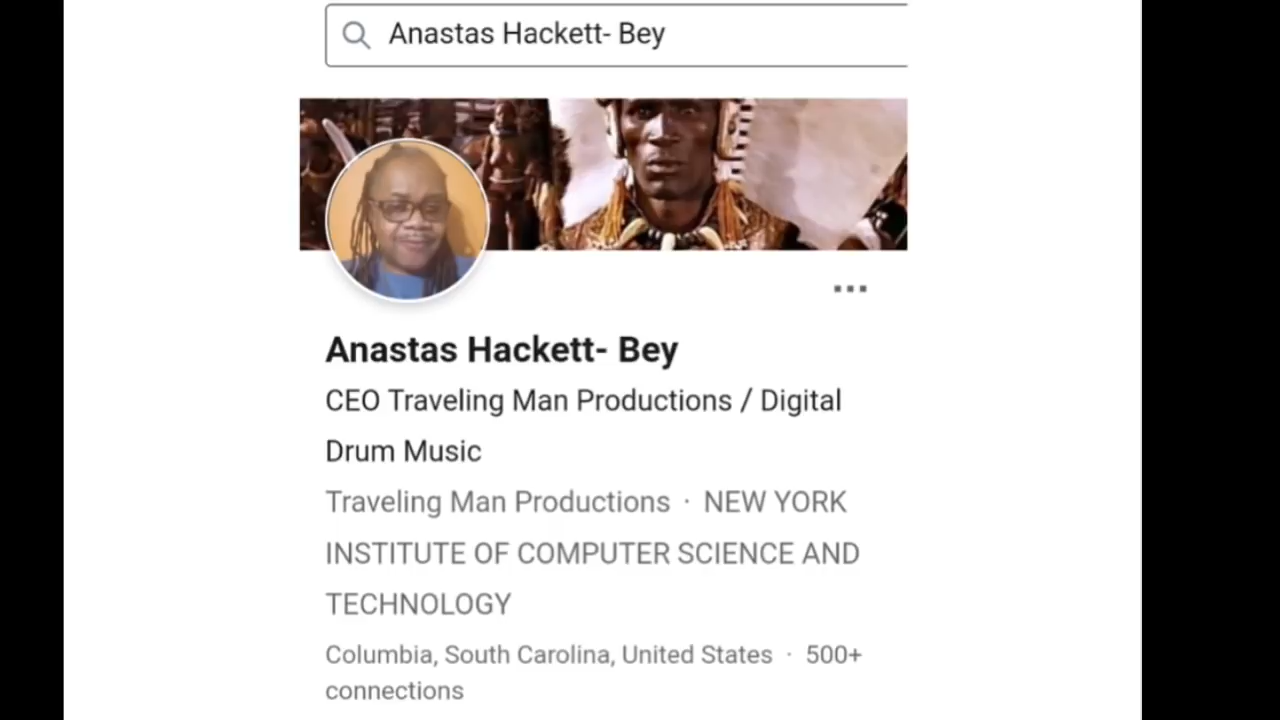 Anastas Hackett- Bey
Anastas Hackett- Bey
CEO Traveling Man Productions / Digital
Drum Music
Traveling Man Productions · NEW YORK
INSTITUTE OF COMPUTER SCIENCE AND
TECHNOLOGY
Columbia, South Carolina, United States · 500+
connections